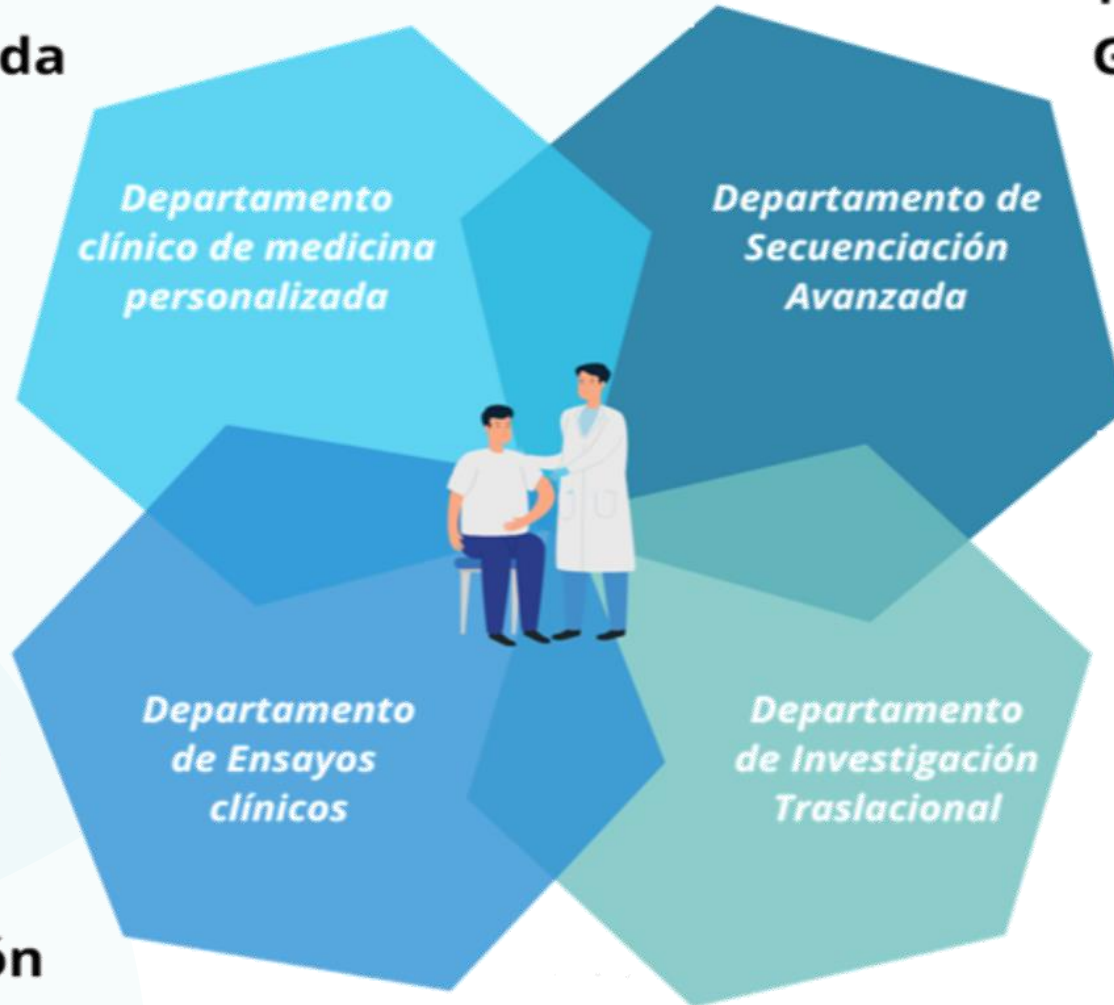 da
G
Departamento
clínico de medicina
personalizada
Departamento de
Secuenciación
Avanzada
Departamento
de Ensayos
clínicos
Departamento
de Investigación
Traslacional
ón